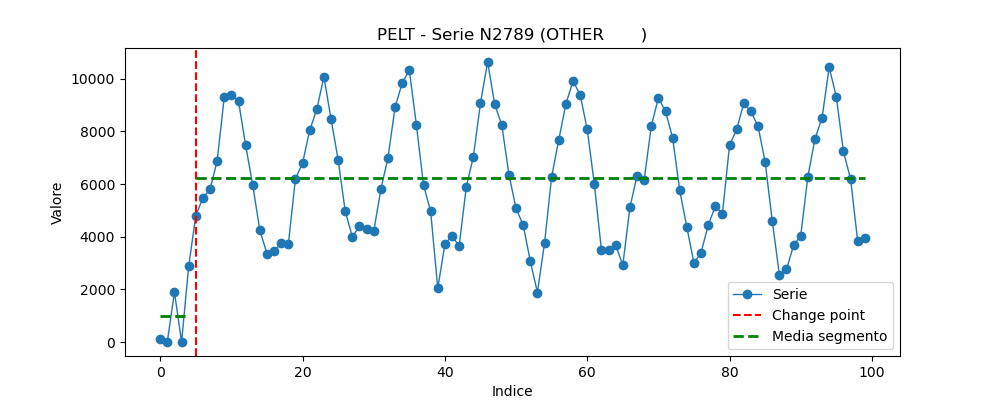 PELT - Serie N2789 (OTHER       )
10000
8000
6000
4000
2000
0
Valore
0 20 40 60 80 100
Indice
Serie
Change point
Media segmento